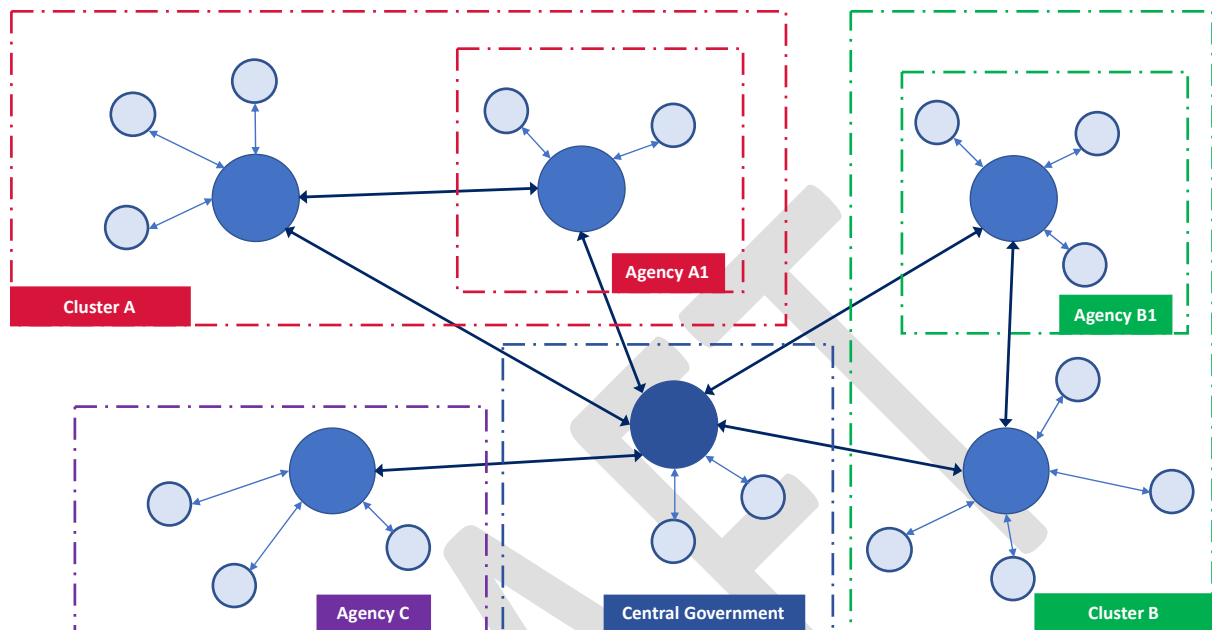 Agency A1
Cluster A
Agency B1
Agency C
Central Government
Cluster B